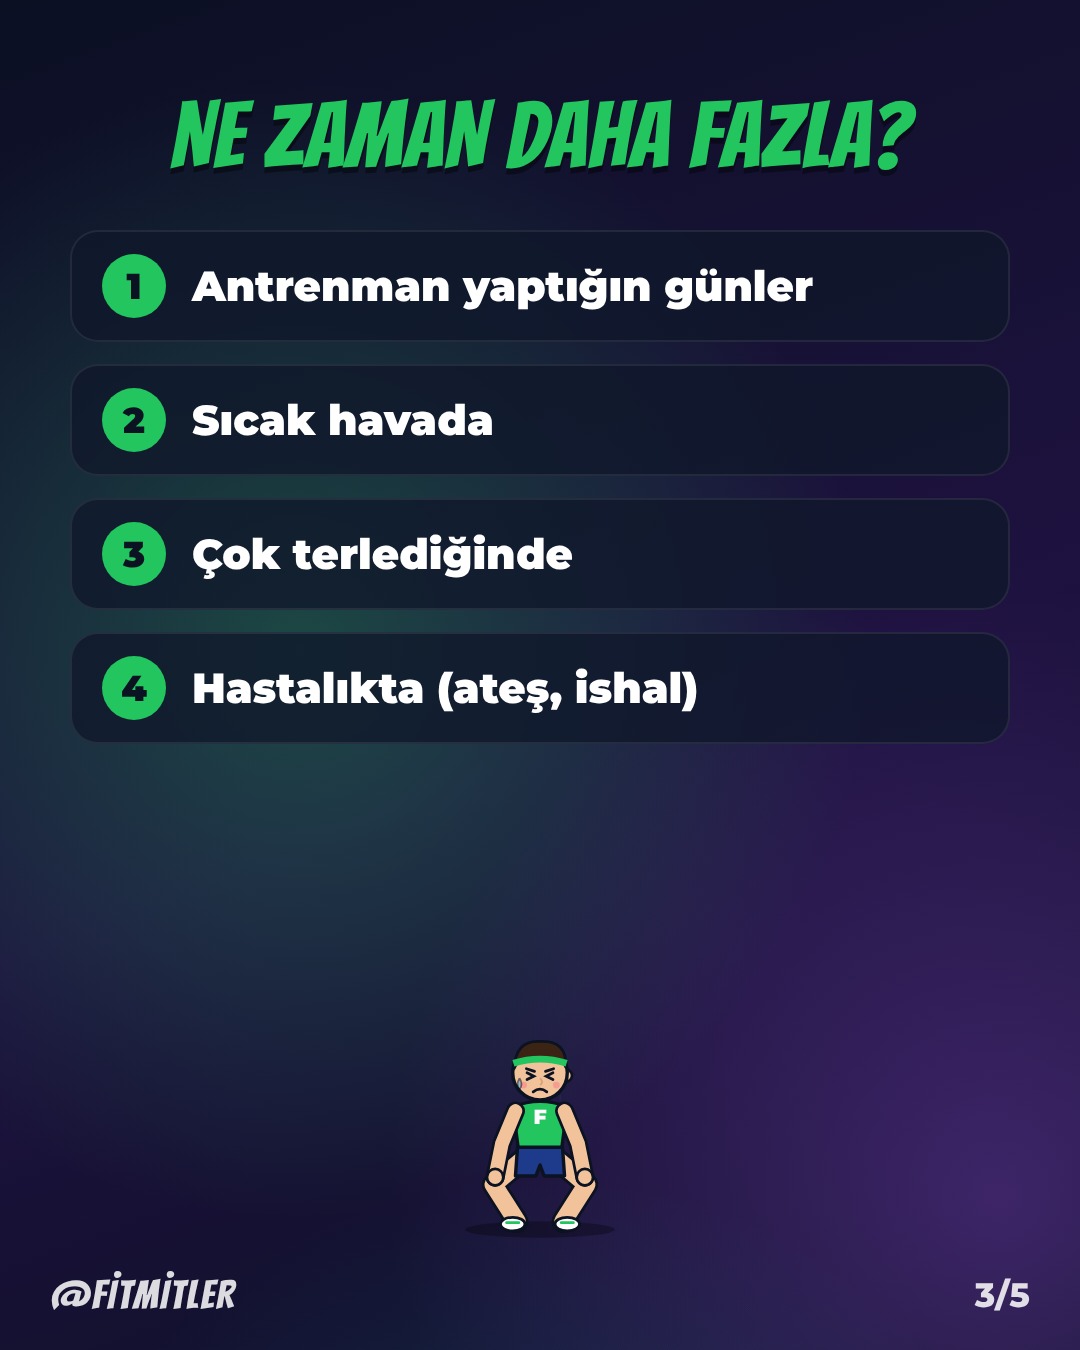 NE ZAMAN DAHA FAZLA?
1 Antrenman yaptığın günler
2 Sıcak havada
3 Çok terlediğinde
4 Hastalıkta (ateş, ishal)
F
@FİTMİTLER
3/5